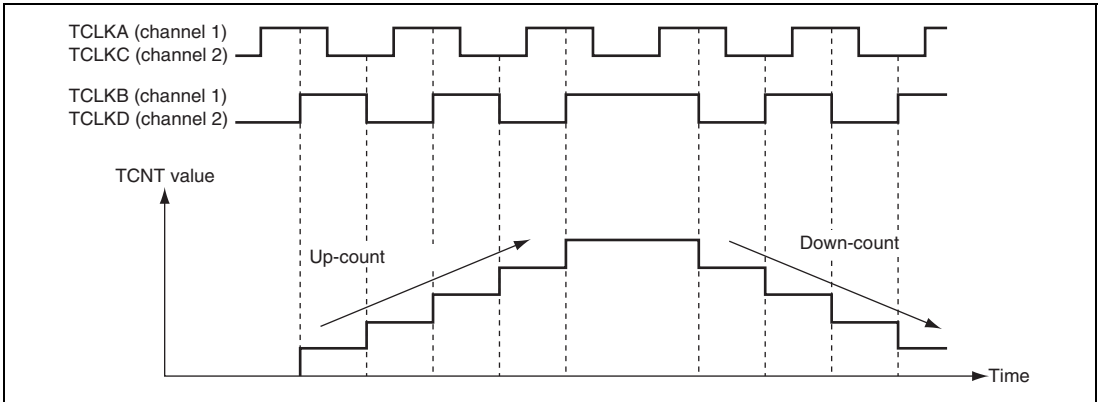 TCLKA (channel 1)
TCLKC (channel 2)
TCLKB (channel 1)
TCLKD (channel 2)
TCNT value
Up-count
Down-count
Time